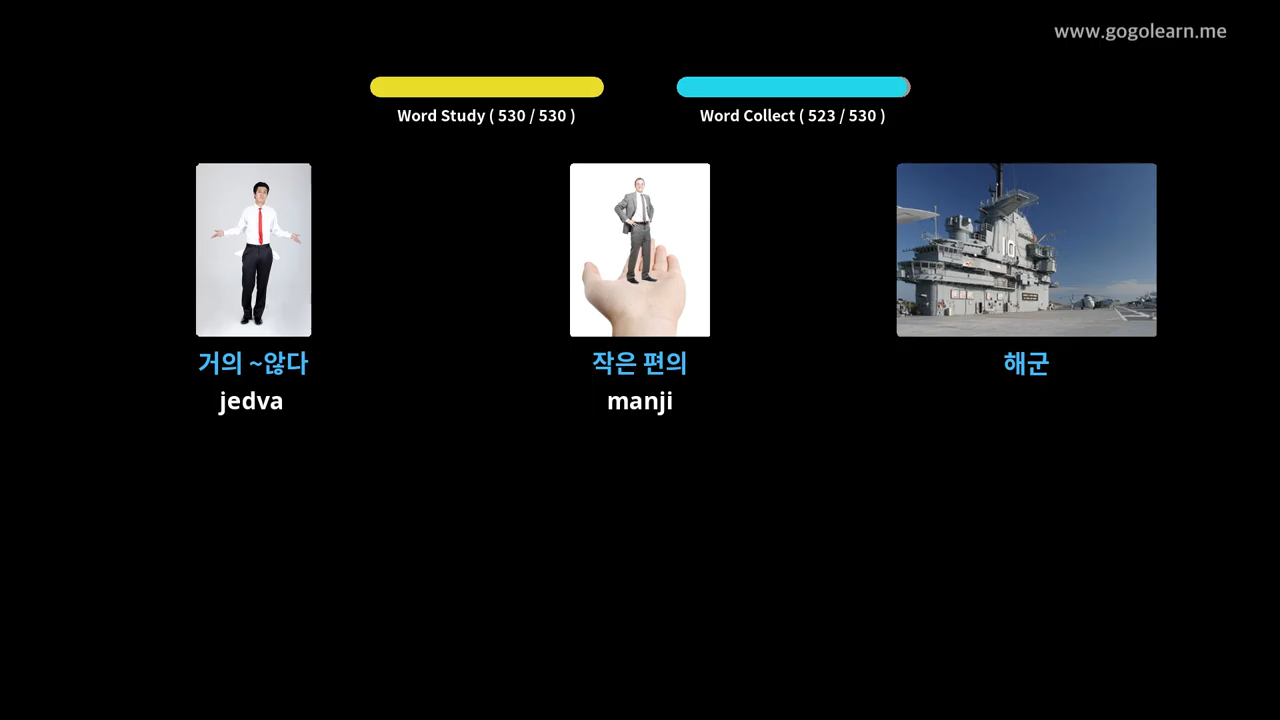 www.gogolearn.me
Word Study ( 530 / 530 )
Word Collect ( 523 / 530 )
10
거의 ~않다
작은 편의
해군
jedva
manji